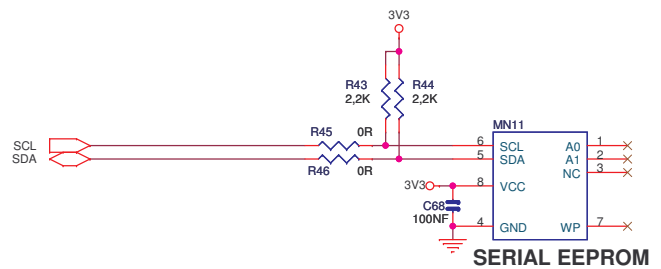 3V3
R43 R44
2,2K 2,2K
MN11
R45 0R
SCL 6 SCL A0 1
SDA 5 SDA A1 2
R46 0R NC 3
3V3 8 VCC
C68
100NF 4 GND WP 7
SERIAL EEPROM